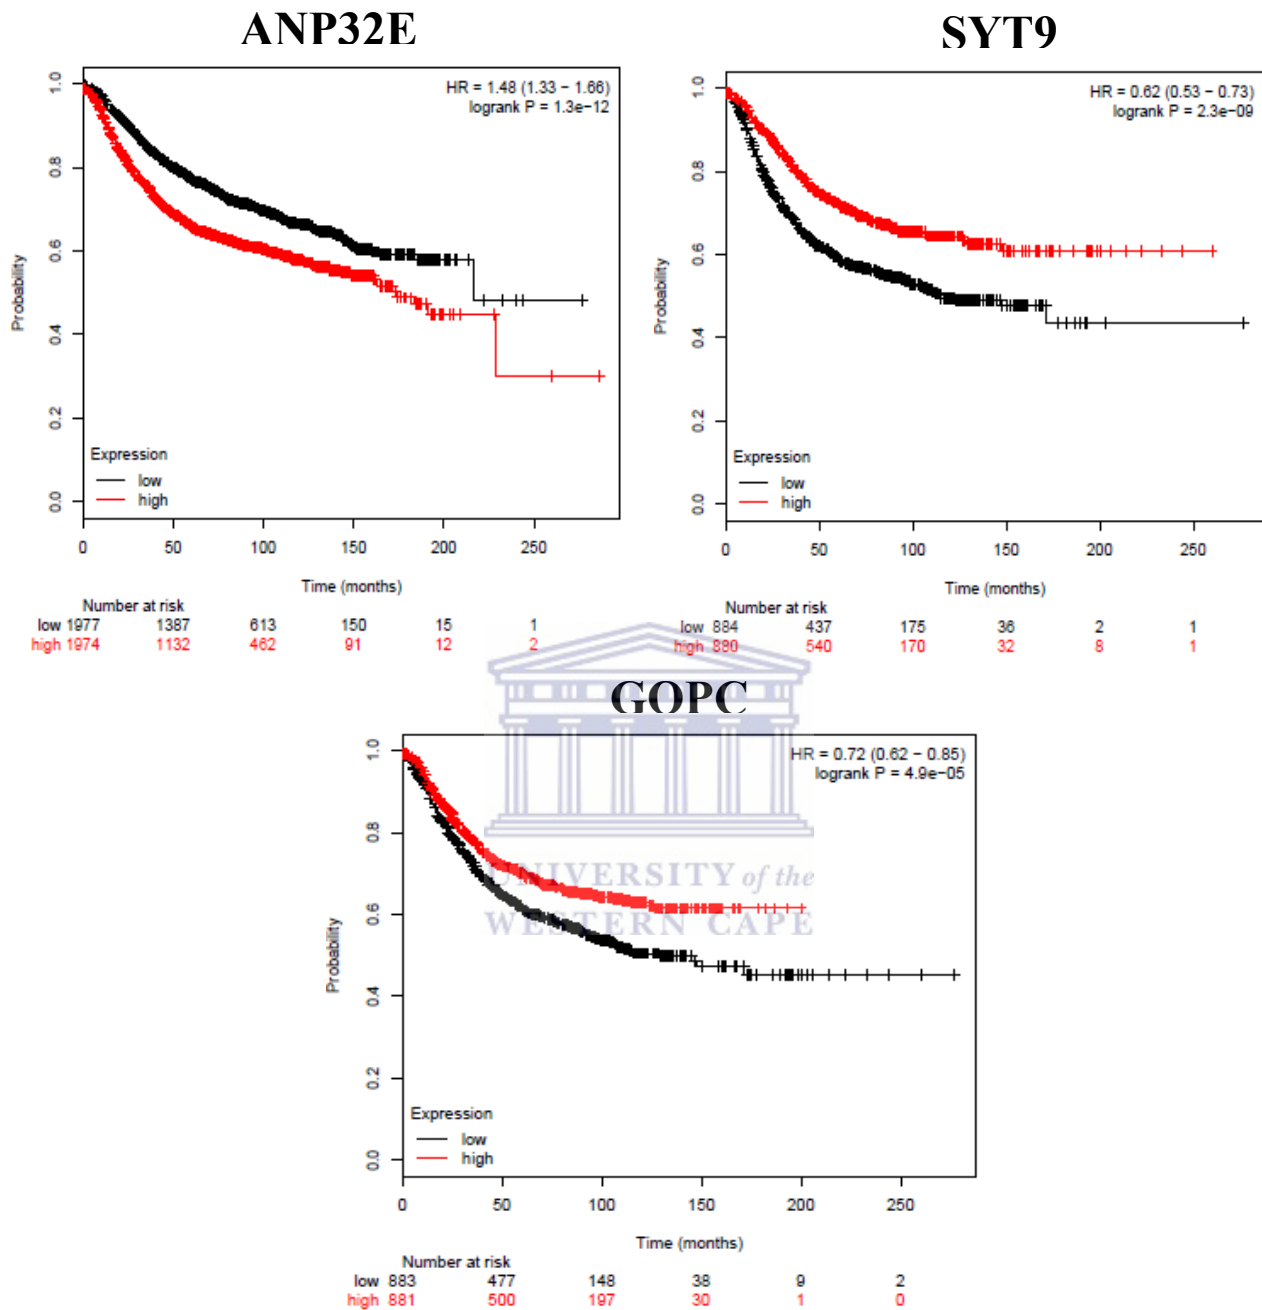 ANP32E
HR = 1.48 (1.33 − 1.66)
logrank P = 1.3e−12
Probability
1.0
0.8
0.6
0.4
0.2
0.0
Expression
low
high
0 50 100 150 200 250
Time (months)
Number at risk
low 1977 1387 613 150 15 1
high 1974 1132 462 91 12 2
SYT9
HR = 0.62 (0.53 − 0.73)
logrank P = 2.3e−09
Probability
1.0
0.8
0.6
0.4
0.2
0.0
Expression
low
high
0 50 100 150 200 250
Time (months)
Number at risk
low 884 437 175 36 2 1
high 880 540 170 32 8 1
GOPC
HR = 0.72 (0.62 − 0.85)
logrank P = 4.9e−05
Probability
1.0
0.8
0.6
0.4
0.2
0.0
UNIVERSITY of the
WESTERN CAPE
Expression
low
high
0 50 100 150 200 250
Time (months)
Number at risk
low 883 477 148 38 9 2
high 881 500 197 30 1 0